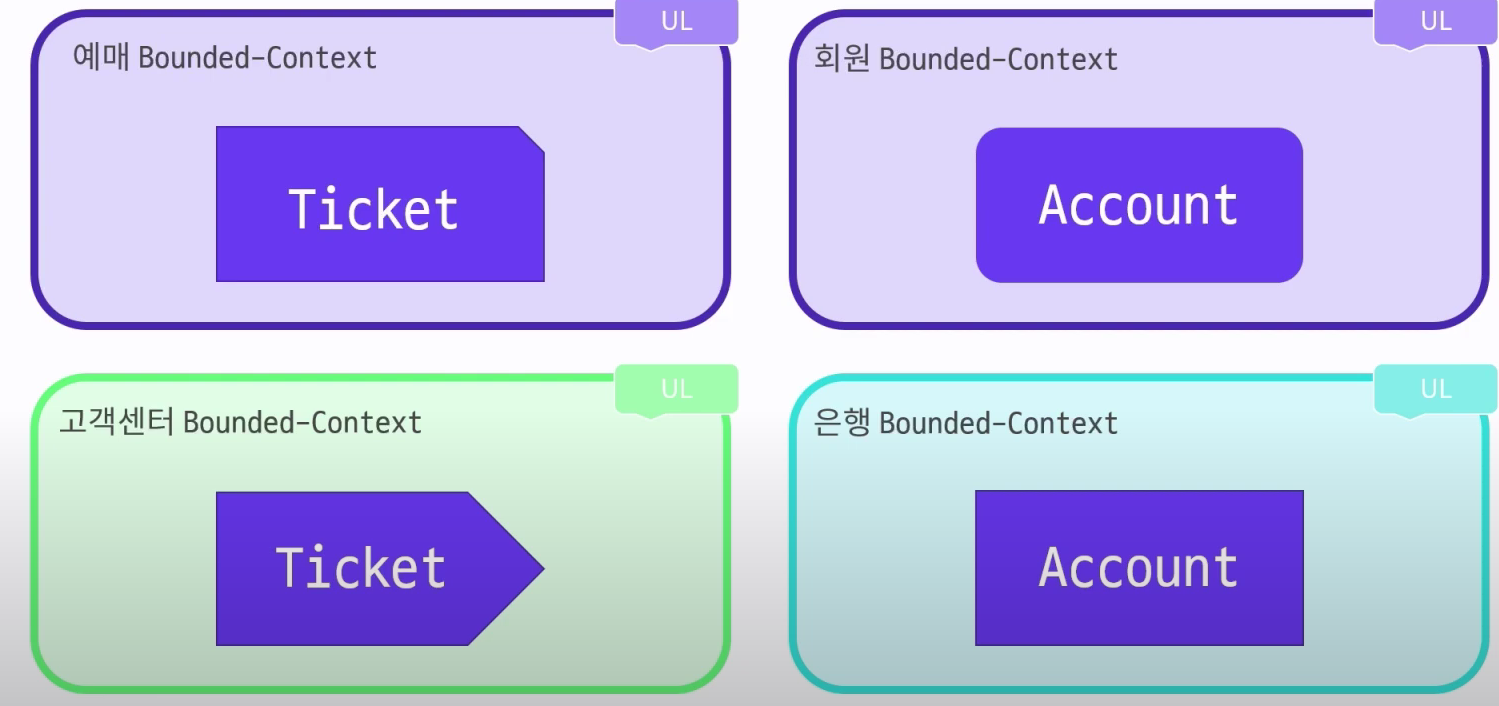 UL
예매 Bounded-Context
Ticket
UL
회원 Bounded-Context
Account
UL
고객센터 Bounded-Context
Ticket
UL
은행 Bounded-Context
Account